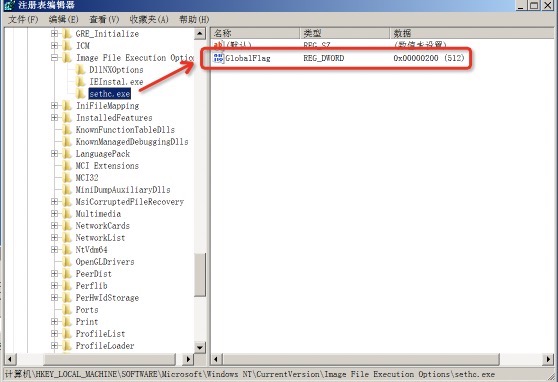 注册表编辑器
文件(F) 编辑(E) 查看(V) 收藏夹(A) 帮助(H)
GRE_Initialize
ICM
Image File Execution Optio
DllNXOptions
IEInstal.exe
sethc.exe
IniFileMapping
InstalledFeatures
KnownFunctionTableDlls
KnownManagedDebuggingDlls
LanguagePack
MCI Extensions
MCI32
MiniDumpAuxiliaryDlls
MsiCorruptedFileRecovery
Multimedia
NetworkCards
NetworkList
NtVdm64
OpenGLDrivers
PeerDist
Perflib
PerHwIdStorage
Ports
Print
ProfileList
ProfileLoader
名称 类型 数据
(默认) REG_SZ (数值未设置)
GlobalFlag REG_DWORD 0x00000200 (512)
计算机\HKEY_LOCAL_MACHINE\SOFTWARE\Microsoft\Windows NT\CurrentVersion\Image File Execution Options\sethc.exe